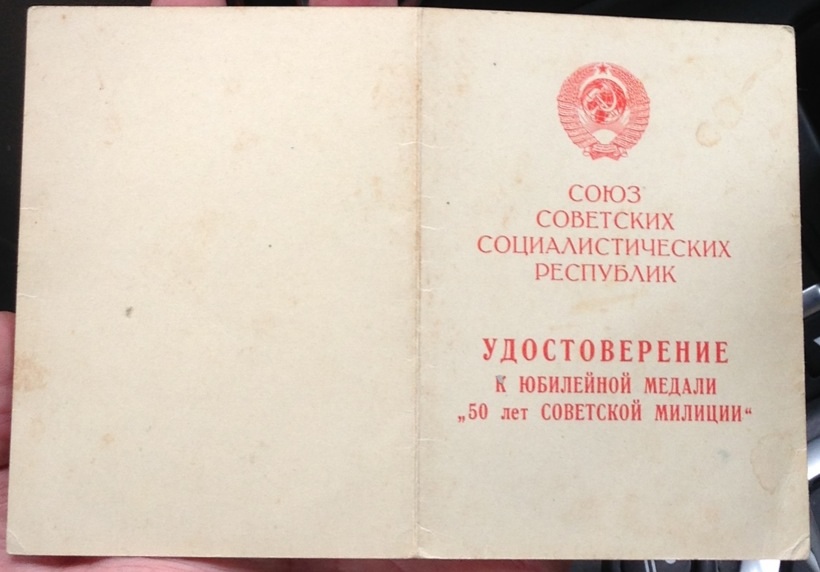 СОЮЗ
СОВЕТСКИХ
СОЦИАЛИСТИЧЕСКИХ
РЕСПУБЛИК
УДОСТОВЕРЕНИЕ
К ЮБИЛЕЙНОЙ МЕДАЛИ
„50 лет СОВЕТСКОЙ МИЛИЦИИ“